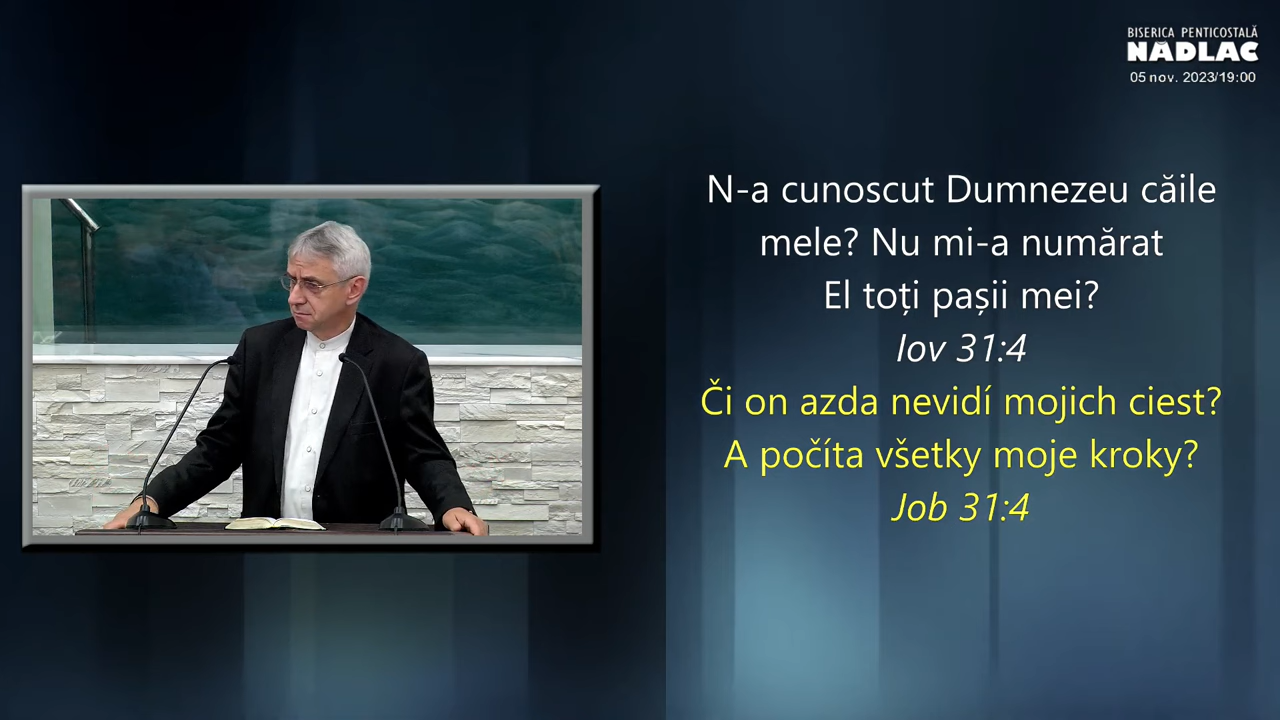 BISERICA PENTICOSTALĂ
NĂDLAC
05 nov. 2023/19:00
N-a cunoscut Dumnezeu căile
mele? Nu mi-a numărat
El toți pașii mei?
Iov 31:4
Či on azda nevidí mojich ciest?
A počíta všetky moje kroky?
Job 31:4